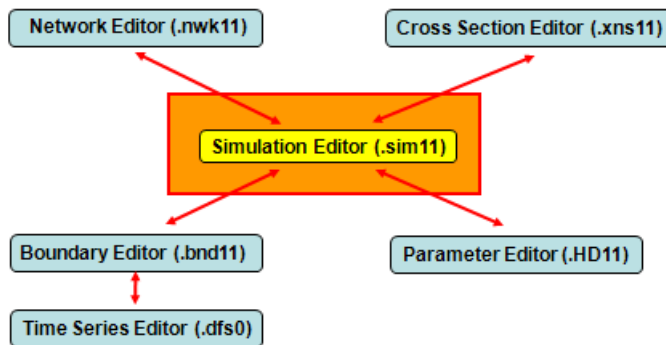 Network Editor (.nwk11)
Cross Section Editor (.xns11)
Simulation Editor (.sim11)
Boundary Editor (.bnd11)
Parameter Editor (.HD11)
Time Series Editor (.dfs0)